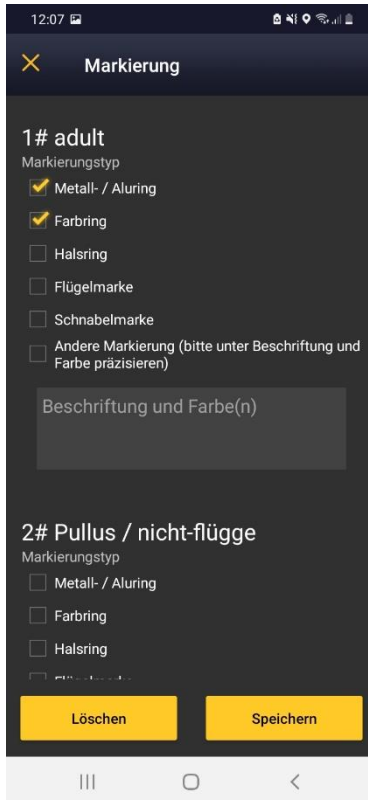 12:07
Markierung
1# adult
Markierungstyp
Metall- / Aluring
Farbring
Halsring
Flügelmarke
Schnabelmarke
Andere Markierung (bitte unter Beschriftung und
Farbe präzisieren)
Beschriftung und Farbe(n)
2# Pullus / nicht-flügge
Markierungstyp
Metall- / Aluring
Farbring
Halsring
Löschen
Speichern